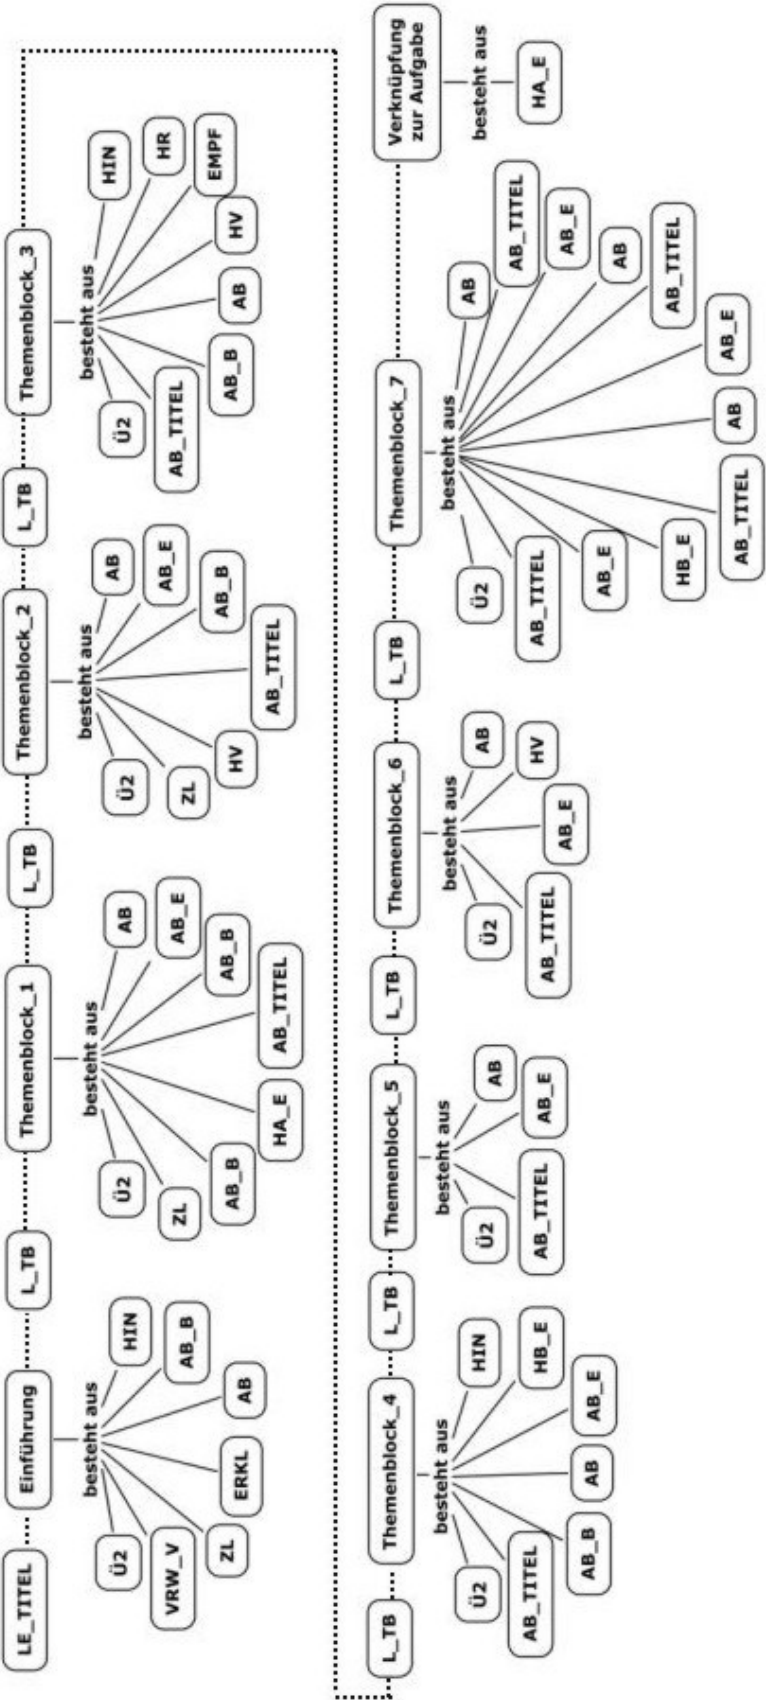 LE_TITEL
Einführung
besteht aus
Ü2
VRW_V
ZL
ERKL
AB
AB_B
HIN
L_TB
Themenblock_1
besteht aus
Ü2
ZL
AB_B
HA_E
AB_TITEL
AB_B
AB_E
AB
L_TB
Themenblock_2
besteht aus
Ü2
ZL
HV
AB_TITEL
AB_B
AB_E
AB
L_TB
Themenblock_3
besteht aus
Ü2
AB_TITEL
AB_B
AB
HV
EMPF
HR
HIN
L_TB
Themenblock_4
besteht aus
Ü2
AB_TITEL
AB_B
AB
AB_E
HB_E
HIN
L_TB
Themenblock_5
besteht aus
Ü2
AB_TITEL
AB_E
AB
L_TB
Themenblock_6
besteht aus
Ü2
AB_TITEL
AB_E
HV
AB
L_TB
Themenblock_7
besteht aus
Ü2
AB_TITEL
AB_E
HB_E
AB_TITEL
AB
AB_E
AB_TITEL
AB
AB_E
AB_TITEL
AB
Verknüpfung
zur Aufgabe
besteht aus
HA_E